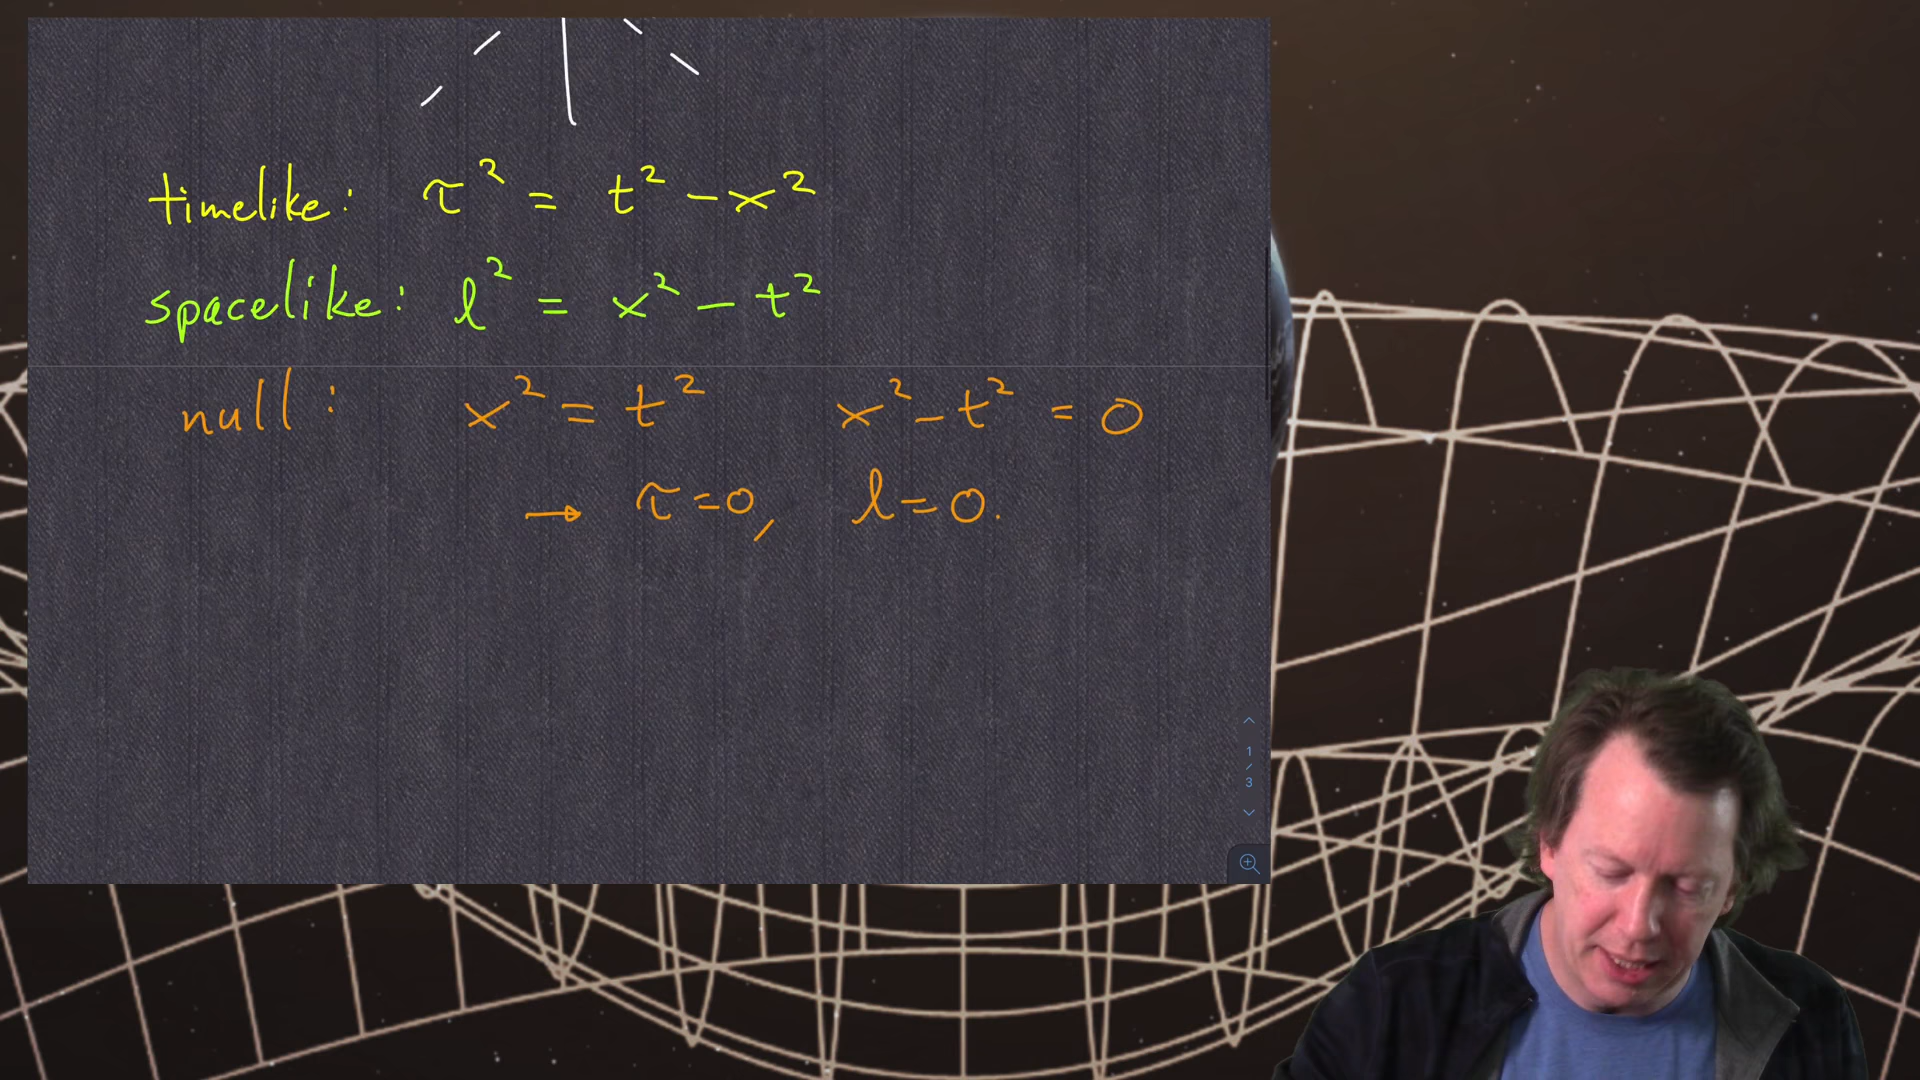 timelike: τ² = t² - x²
spacelike: l² = x² - t²
null: x² = t² x² - t² = 0
→ τ = 0, l = 0.
1
/
3